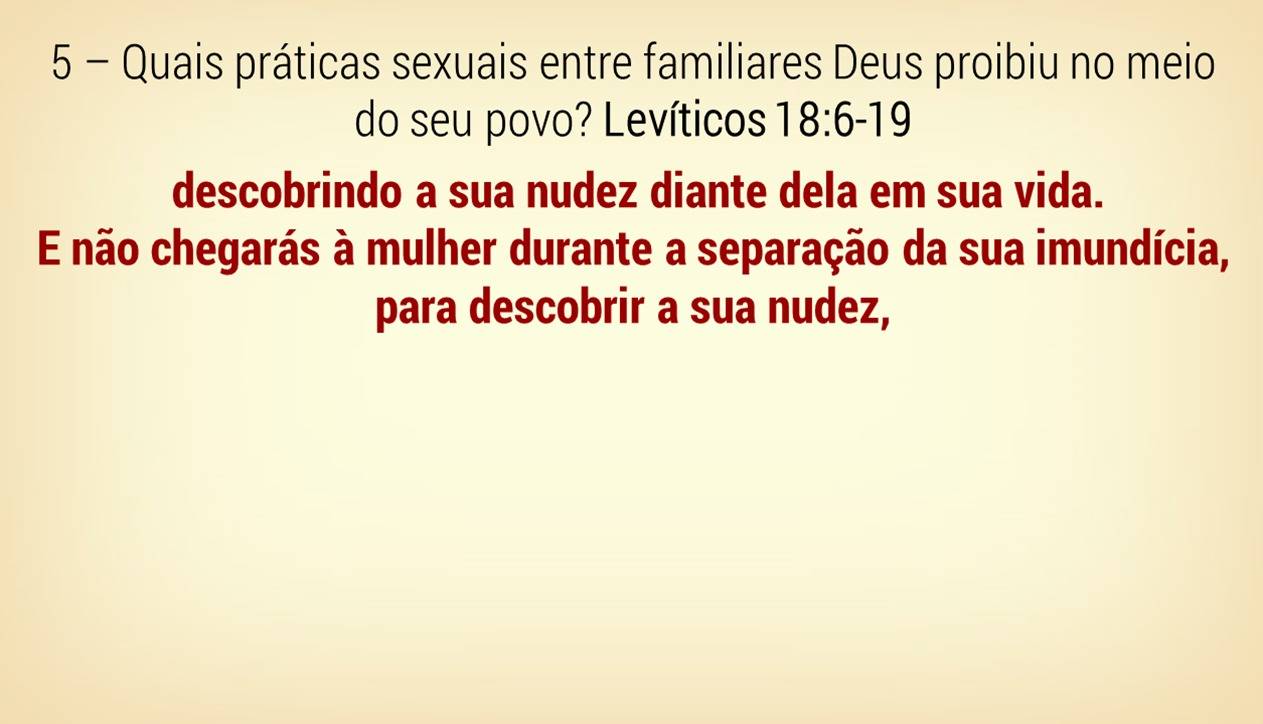 5 – Quais práticas sexuais entre familiares Deus proibiu no meio
do seu povo? Levíticos 18:6-19
descobrindo a sua nudez diante dela em sua vida.
E não chegarás à mulher durante a separação da sua imundícia,
para descobrir a sua nudez,